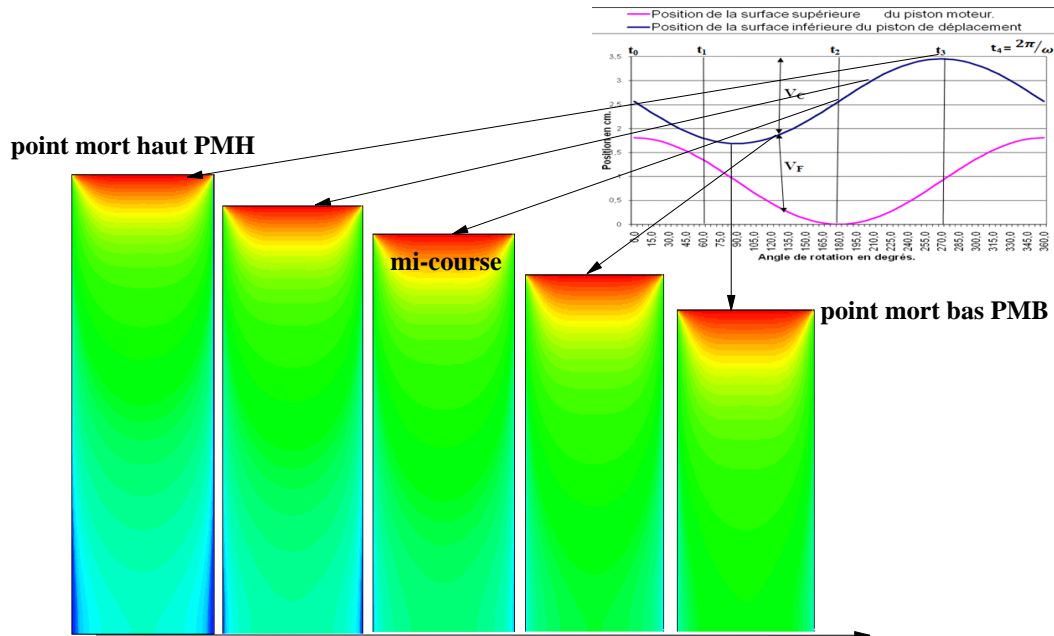 Position de la surface supérieure du piston moteur.
Position de la surface inférieure du piston de déplacement
t0 t1 t2 t3 t4 = 2π/ω
3,5
3
2,5
2
1,5
1
0,5
0
Position en cm.
VC
VF
0,0 15,0 30,0 45,0 60,0 75,0 90,0 105,0 120,0 135,0 150,0 165,0 180,0 195,0 210,0 225,0 240,0 255,0 270,0 285,0 300,0 315,0 330,0 345,0 360,0
Angle de rotation en degrés.
point mort haut PMH
mi-course
point mort bas PMB